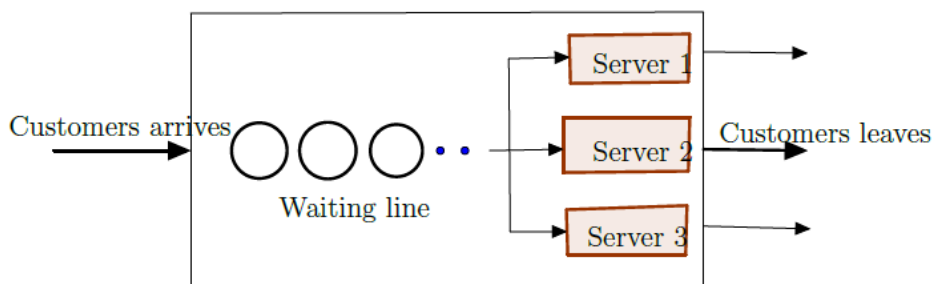 Customers arrives
Waiting line
Server 1
Server 2
Server 3
Customers leaves